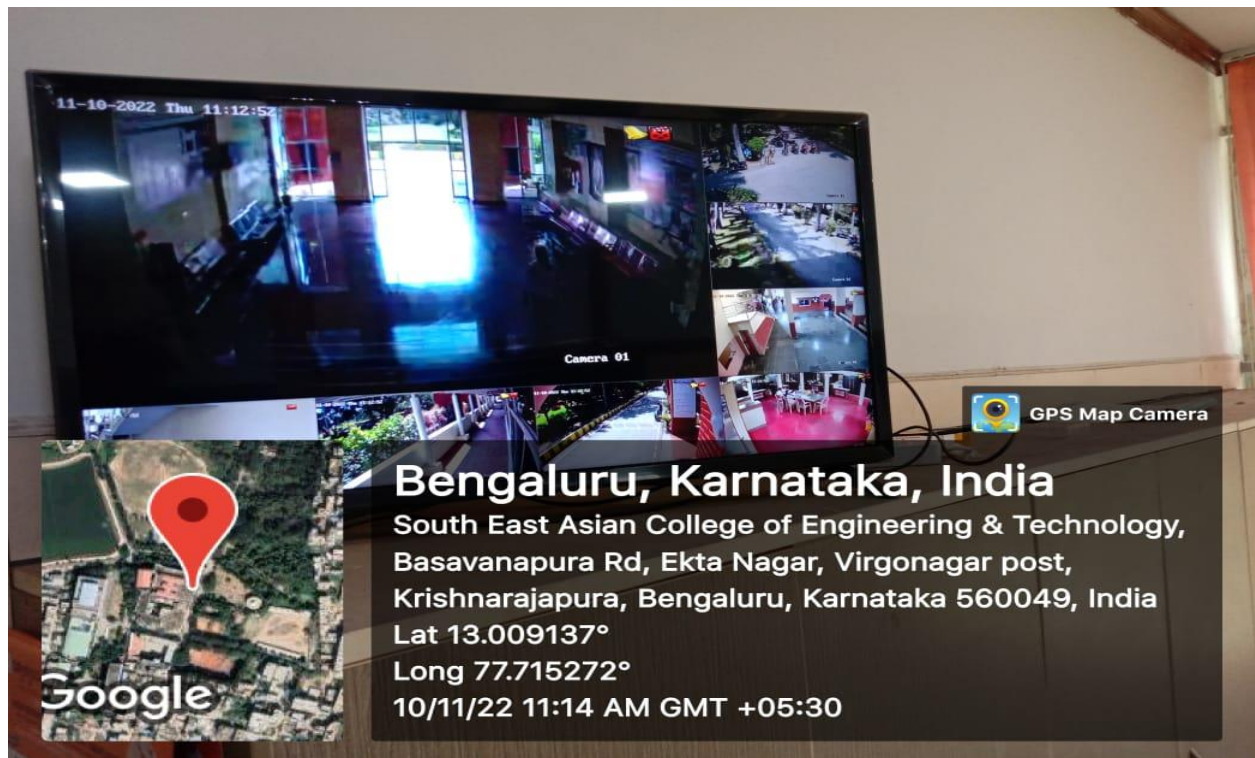 11-10-2022 Thu 11:12:52
Camera 01
GPS Map Camera
Bengaluru, Karnataka, India
South East Asian College of Engineering & Technology,
Basavanapura Rd, Ekta Nagar, Virgonagar post,
Krishnarajapura, Bengaluru, Karnataka 560049, India
Lat 13.009137°
Long 77.715272°
10/11/22 11:14 AM GMT +05:30
Google